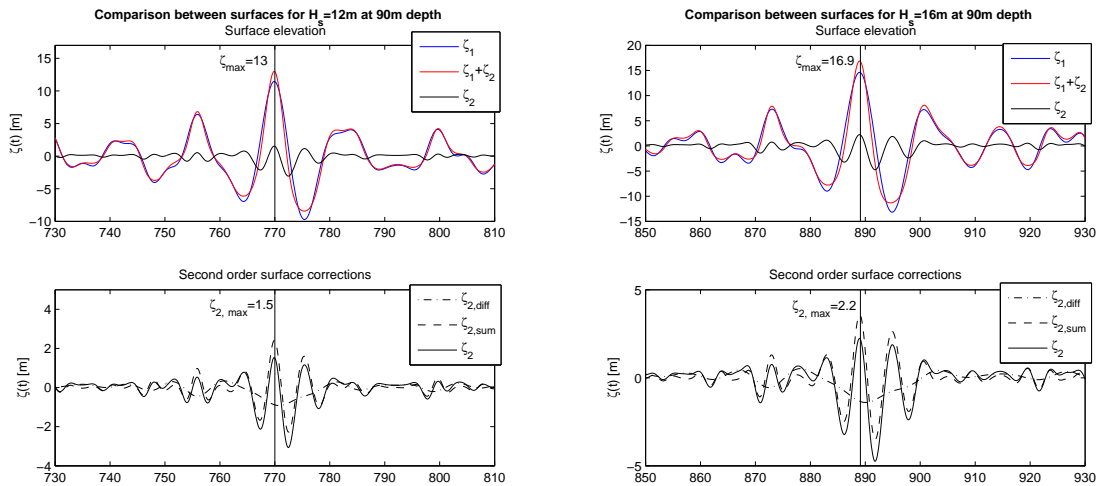 Comparison between surfaces for H_s=12m at 90m depth
Surface elevation
ζ_max=13
ζ_1
ζ_1+ζ_2
ζ_2
ζ(t) [m]
15
10
5
0
−5
−10
730 740 750 760 770 780 790 800 810
Second order surface corrections
ζ_2, max=1.5
ζ_2,diff
ζ_2,sum
ζ_2
ζ(t) [m]
4
2
0
−2
−4
730 740 750 760 770 780 790 800 810
Comparison between surfaces for H_s=16m at 90m depth
Surface elevation
ζ_max=16.9
ζ_1
ζ_1+ζ_2
ζ_2
ζ(t) [m]
20
15
10
5
0
−5
−10
−15
850 860 870 880 890 900 910 920 930
Second order surface corrections
ζ_2, max=2.2
ζ_2,diff
ζ_2,sum
ζ_2
ζ(t) [m]
5
0
−5
850 860 870 880 890 900 910 920 930